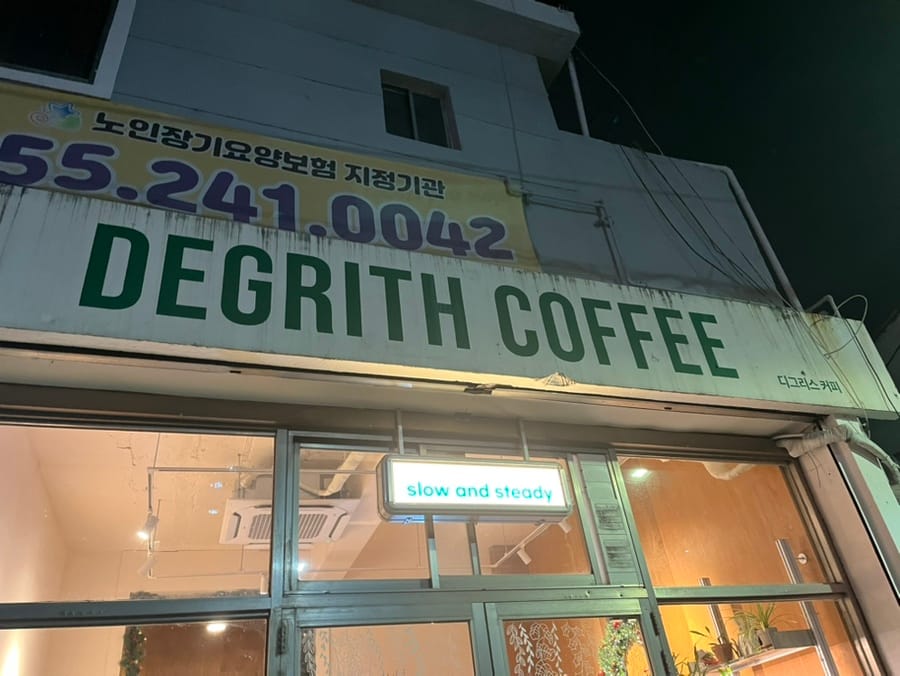 노인장기요양보험 지정기관
55.241.0042
DEGRITH COFFEE
디그리스 커피
slow and steady